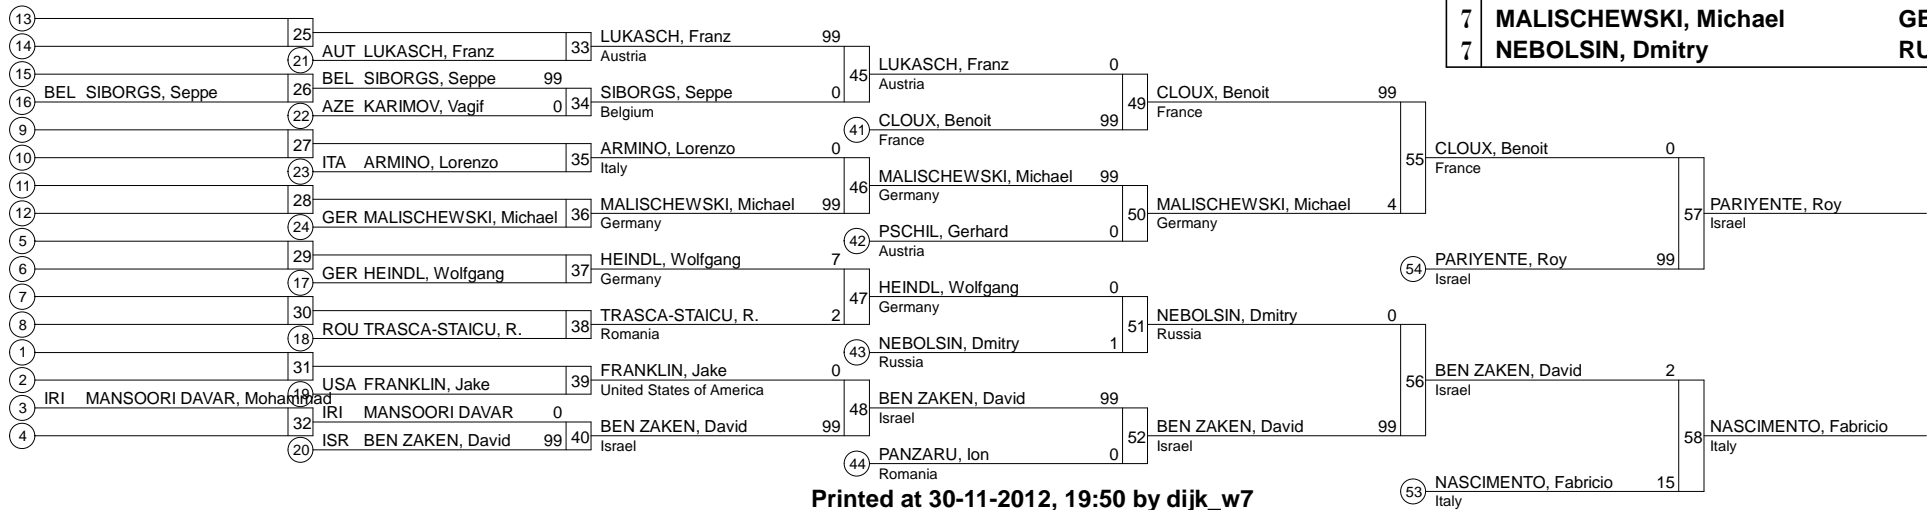 13
14
15
16 BEL SIBORGS, Seppe
9
10
11
12
5
6
7
8
1
2
3 IRI MANSOORI DAVAR, Mohammad
4
25
21 AUT LUKASCH, Franz
BEL SIBORGS, Seppe 99
26
22 AZE KARIMOV, Vagif 0
27
23 ITA ARMINO, Lorenzo
28
24 GER MALISCHEWSKI, Michael
29
17 GER HEINDL, Wolfgang
30
18 ROU TRASCA-STAICU, R.
31
19 USA FRANKLIN, Jake
IRI MANSOORI DAVAR 0
32
20 ISR BEN ZAKEN, David 99
33 LUKASCH, Franz 99
Austria
34 SIBORGS, Seppe 0
Belgium
35 ARMINO, Lorenzo 0
Italy
36 MALISCHEWSKI, Michael 99
Germany
37 HEINDL, Wolfgang 7
Germany
38 TRASCA-STAICU, R. 2
Romania
39 FRANKLIN, Jake 0
United States of America
40 BEN ZAKEN, David 99
Israel
45 LUKASCH, Franz 0
Austria
41 CLOUX, Benoit 99
France
46 MALISCHEWSKI, Michael 99
Germany
42 PSCHIL, Gerhard 0
Austria
47 HEINDL, Wolfgang 0
Germany
43 NEBOLSIN, Dmitry 1
Russia
48 BEN ZAKEN, David 99
Israel
44 PANZARU, Ion 0
Romania
49 CLOUX, Benoit 99
France
50 MALISCHEWSKI, Michael 4
Germany
51 NEBOLSIN, Dmitry 0
Russia
52 BEN ZAKEN, David 99
Israel
55 CLOUX, Benoit 0
France
54 PARIYENTE, Roy 99
Israel
56 BEN ZAKEN, David 2
Israel
53 NASCIMENTO, Fabricio 15
Italy
57 PARIYENTE, Roy
Israel
58 NASCIMENTO, Fabricio
Italy
7 MALISCHEWSKI, Michael GE
7 NEBOLSIN, Dmitry RU
Printed at 30-11-2012, 19:50 by dijk_w7